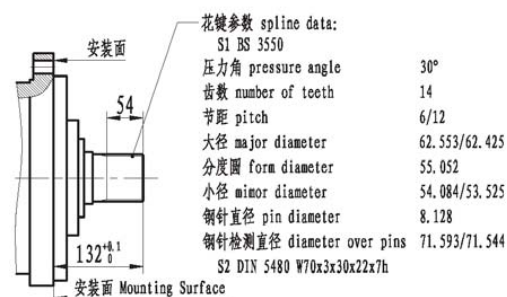 花键参数 spline data:
S1 BS 3550
安装面
压力角 pressure angle 30°
齿数 number of teeth 14
节距 pitch 6/12
大径 major diameter 62.553/62.425
分度圆 form diameter 55.052
小径 mimor diameter 54.084/53.525
钢针直径 pin diameter 8.128
钢针检测直径 diameter over pins 71.593/71.544
S2 DIN 5480 W70x3x30x22x7h
54
132+0.1 0
安装面 Mounting Surface